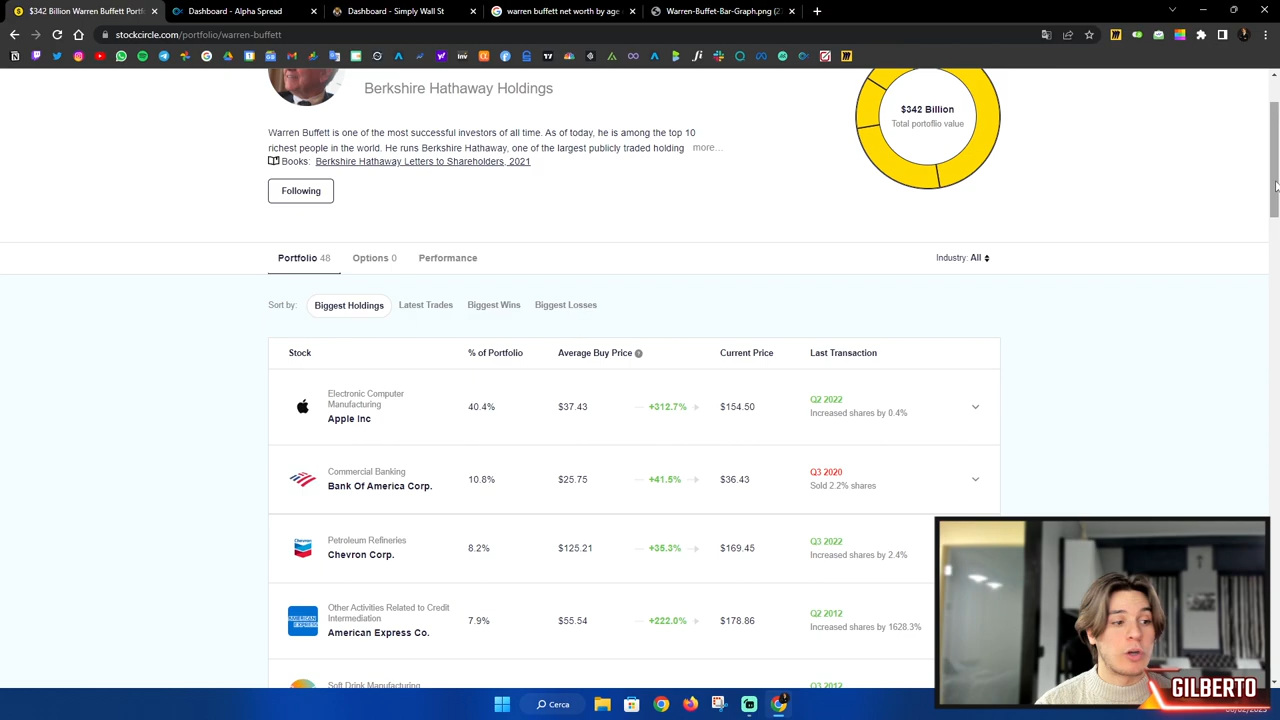 $342 Billion Warren Buffett Port
Dashboard - Alpha Spread
Dashboard - Simply Wall St
warren buffett net worth by age
Warren-Buffet-Bar-Graph.png (2
stockcircle.com/portfolio/warren-buffett
Berkshire Hathaway Holdings
$342 Billion
Total portoflio value
Warren Buffett is one of the most successful investors of all time. As of today, he is among the top 10
richest people in the world. He runs Berkshire Hathaway, one of the largest publicly traded holding more...
Books: Berkshire Hathaway Letters to Shareholders, 2021
Following
Portfolio 48 Options 0 Performance Industry: All
Sort by: Biggest Holdings Latest Trades Biggest Wins Biggest Losses
Stock % of Portfolio Average Buy Price Current Price Last Transaction
Electronic Computer
Manufacturing
Apple Inc
40.4% $37.43 +312.7% $154.50
Q2 2022
Increased shares by 0.4%
Commercial Banking
Bank Of America Corp.
10.8% $25.75 +41.5% $36.43
Q3 2020
Sold 2.2% shares
Petroleum Refineries
Chevron Corp.
8.2% $125.21 +35.3% $169.45
Q3 2022
Increased shares by 2.4%
Other Activities Related to Credit
Intermediation
American Express Co.
7.9% $55.54 +222.0% $178.86
Q2 2012
Increased shares by 1628.3%
Soft Drink Manufacturing
Q3 2012
GILBERTO
Cerca